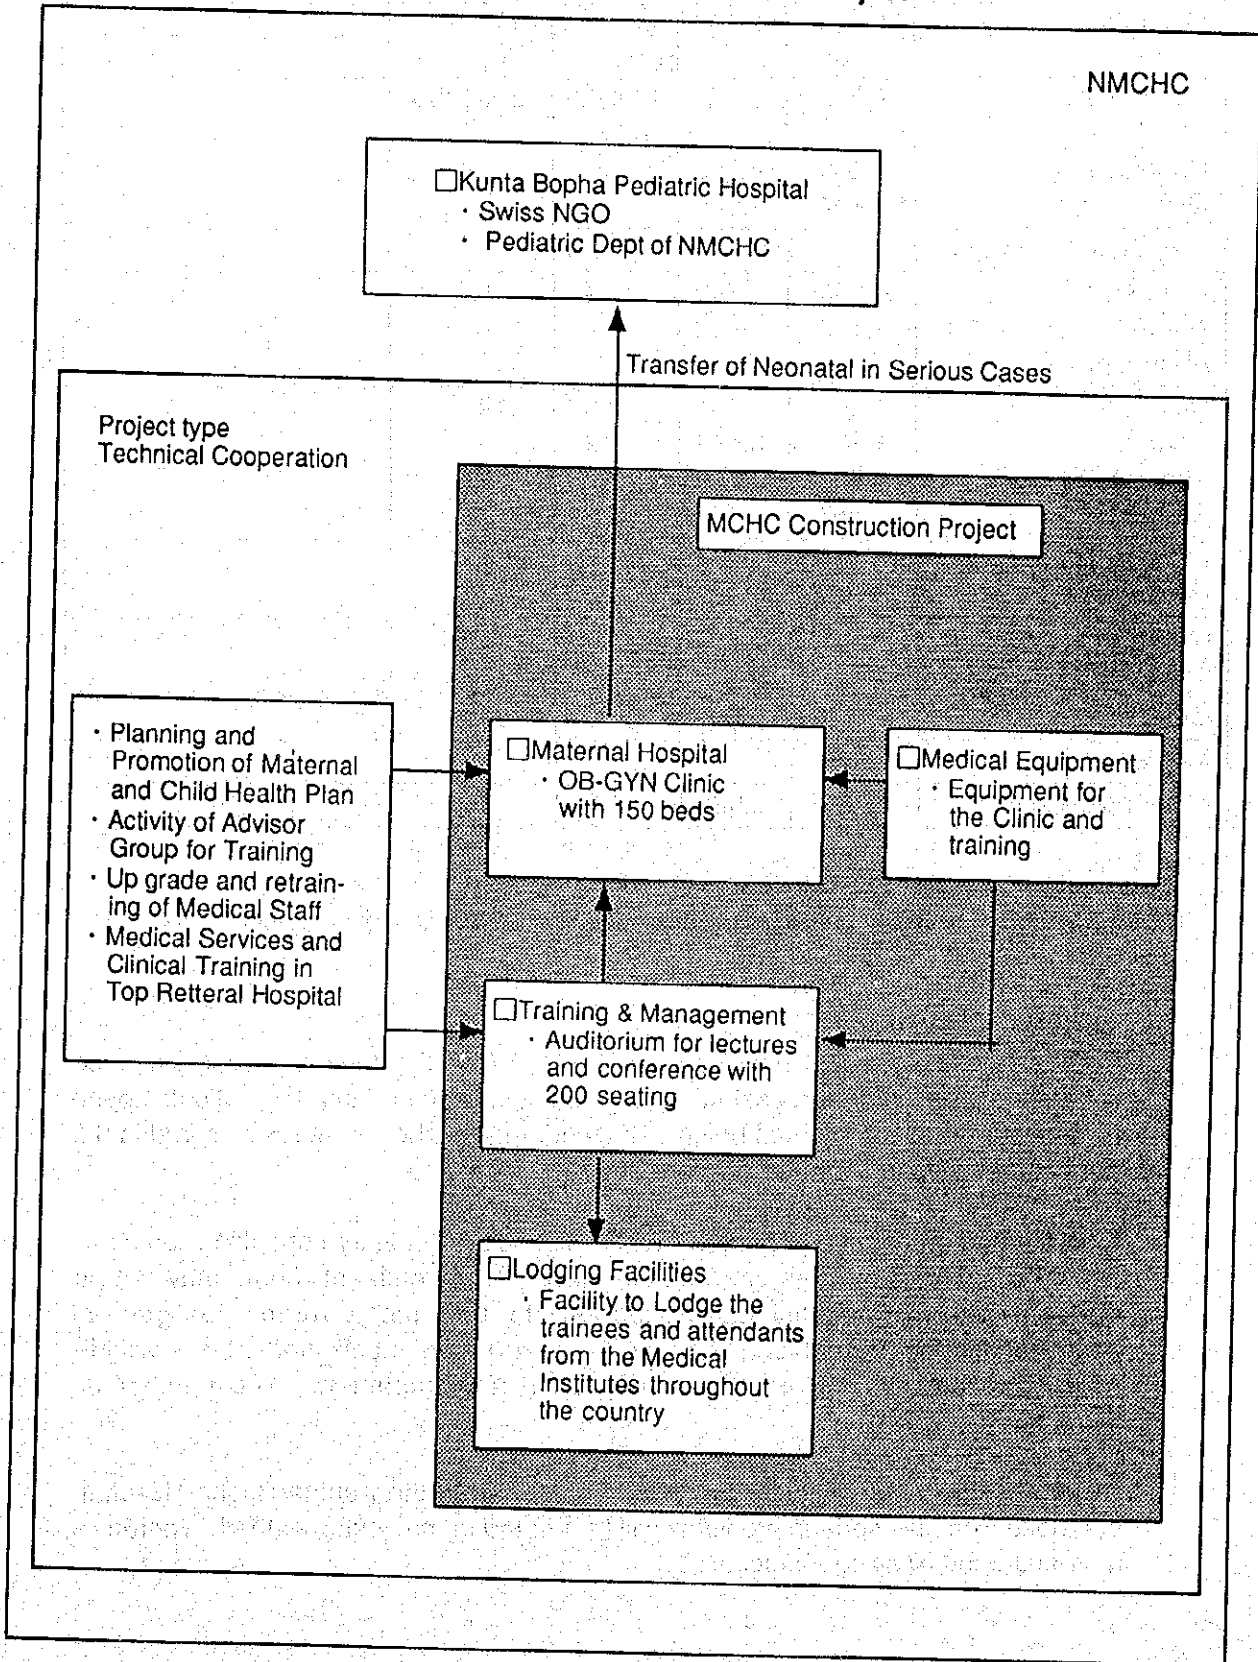 NMCHC
□Kunta Bopha Pediatric Hospital
· Swiss NGO
· Pediatric Dept of NMCHC
Transfer of Neonatal in Serious Cases
Project type
Technical Cooperation
MCHC Construction Project
· Planning and
Promotion of Maternal
and Child Health Plan
· Activity of Advisor
Group for Training
· Up grade and retrain-
ing of Medical Staff
· Medical Services and
Clinical Training in
Top Retteral Hospital
□Maternal Hospital
· OB-GYN Clinic
with 150 beds
□Medical Equipment
· Equipment for
the Clinic and
training
□Training & Management
· Auditorium for lectures
and conference with
200 seating
□Lodging Facilities
· Facility to Lodge the
trainees and attendants
from the Medical
Institutes throughout
the country